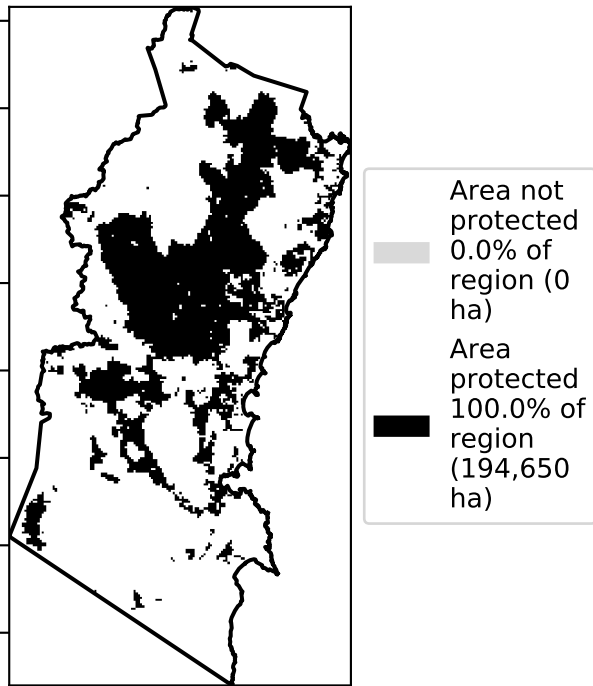 Area not
protected
0.0% of
region (0
ha)
Area
protected
100.0% of
region
(194,650
ha)